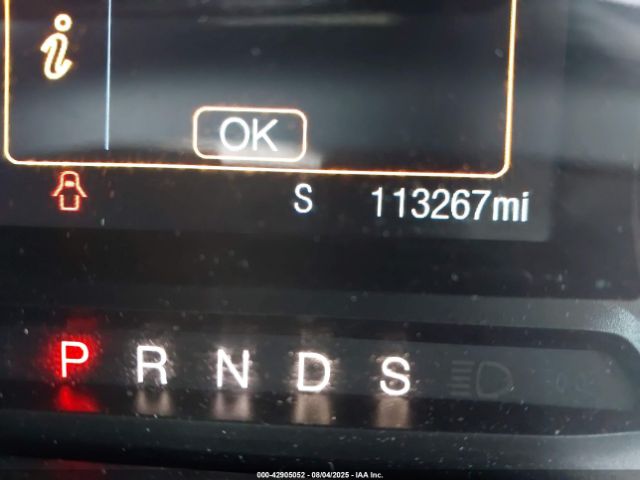 i
OK
S 113267mi
P R N D S
000-42905052 - 08/04/2025 - IAA Inc.